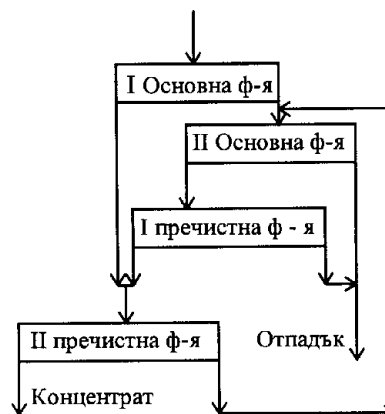 I Основна ф-я
II Основна ф-я
I пречистна ф - я
II пречистна ф-я
Отпадък
Концентрат